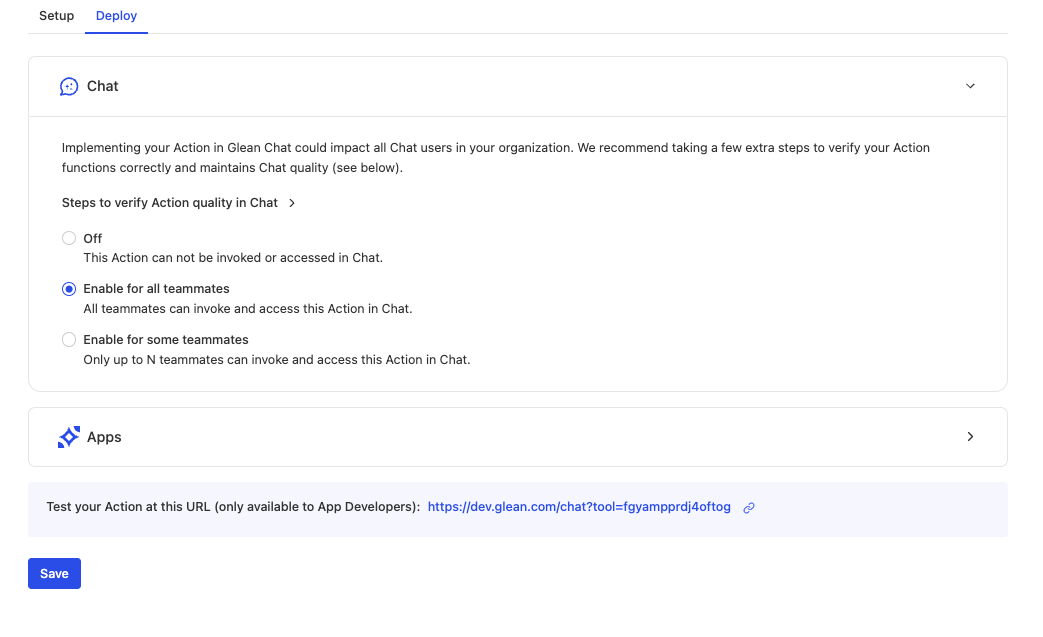 Setup Deploy
Chat
Implementing your Action in Glean Chat could impact all Chat users in your organization. We recommend taking a few extra steps to verify your Action
functions correctly and maintains Chat quality (see below).
Steps to verify Action quality in Chat
Off
This Action can not be invoked or accessed in Chat.
Enable for all teammates
All teammates can invoke and access this Action in Chat.
Enable for some teammates
Only up to N teammates can invoke and access this Action in Chat.
Apps
Test your Action at this URL (only available to App Developers): https://dev.glean.com/chat?tool=fgyampprdj4oftog
Save